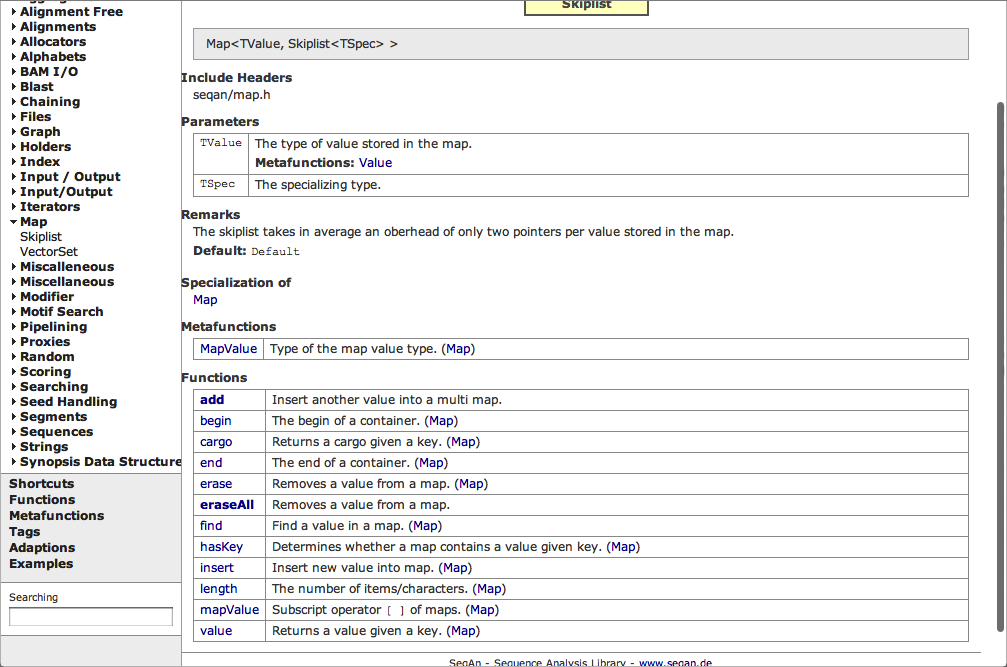 Alignment Free
Alignments
Allocators
Alphabets
BAM I/O
Blast
Chaining
Files
Graph
Holders
Index
Input / Output
Input/Output
Iterators
Map
Skiplist
VectorSet
Miscalleneous
Miscellaneous
Modifier
Motif Search
Pipelining
Proxies
Random
Scoring
Searching
Seed Handling
Segments
Sequences
Strings
Synopsis Data Structure
Shortcuts
Functions
Metafunctions
Tags
Adaptions
Examples
Searching
Skiplist
Map<TValue, Skiplist<TSpec> >
Include Headers
seqan/map.h
Parameters
TValue The type of value stored in the map.
Metafunctions: Value
TSpec The specializing type.
Remarks
The skiplist takes in average an oberhead of only two pointers per value stored in the map.
Default: Default
Specialization of
Map
Metafunctions
MapValue Type of the map value type. (Map)
Functions
add Insert another value into a multi map.
begin The begin of a container. (Map)
cargo Returns a cargo given a key. (Map)
end The end of a container. (Map)
erase Removes a value from a map. (Map)
eraseAll Removes a value from a map.
find Find a value in a map. (Map)
hasKey Determines whether a map contains a value given key. (Map)
insert Insert new value into map. (Map)
length The number of items/characters. (Map)
mapValue Subscript operator [ ] of maps. (Map)
value Returns a value given a key. (Map)
SeqAn - Sequence Analysis Library - www.seqan.de